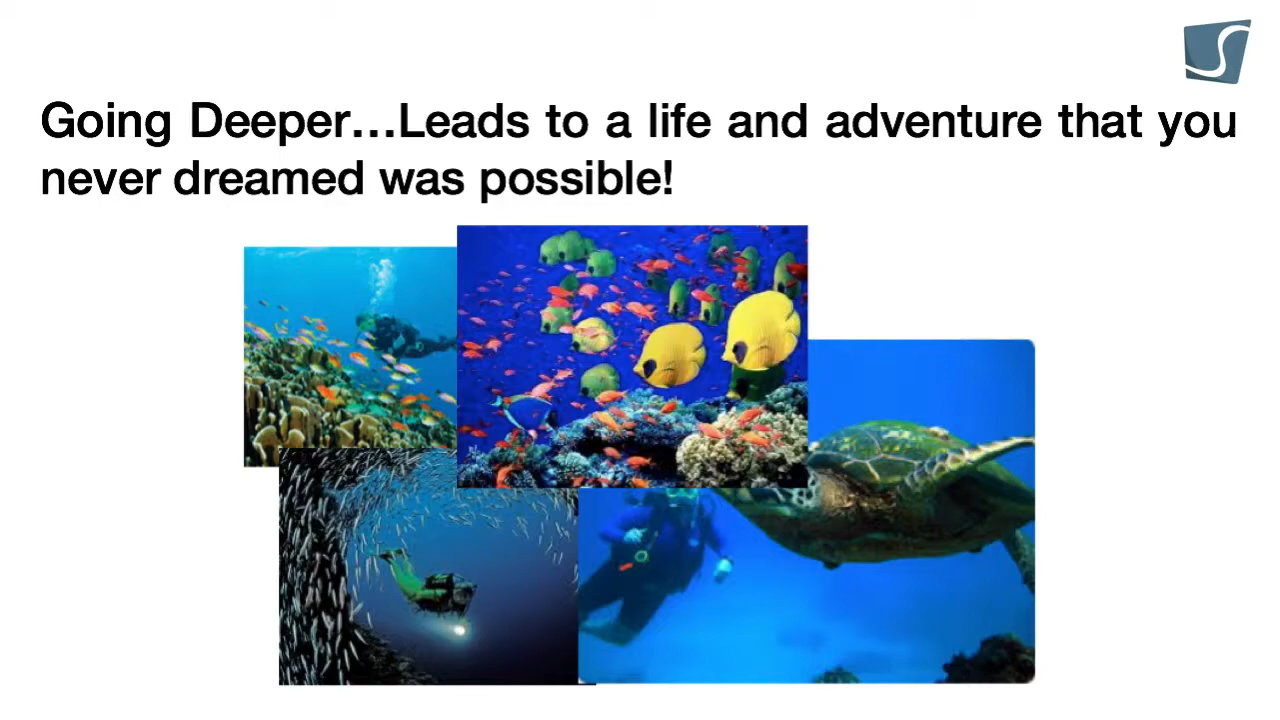 Going Deeper…Leads to a life and adventure that you
never dreamed was possible!